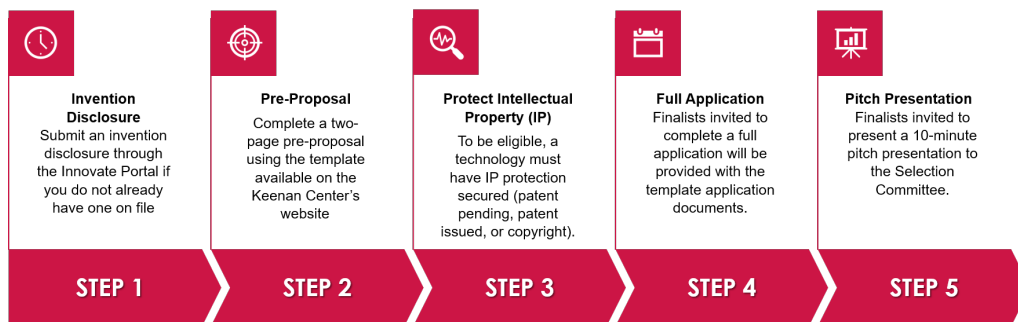 Invention
Disclosure
Submit an invention
disclosure through
the Innovate Portal if
you do not already
have one on file
Pre-Proposal
Complete a two-
page pre-proposal
using the template
available on the
Keenan Center’s
website
Protect Intellectual
Property (IP)
To be eligible, a
technology must
have IP protection
secured (patent
pending, patent
issued, or copyright).
Full Application
Finalists invited to
complete a full
application will be
provided with the
template application
documents.
Pitch Presentation
Finalists invited to
present a 10-minute
pitch presentation to
the Selection
Committee.
STEP 1
STEP 2
STEP 3
STEP 4
STEP 5